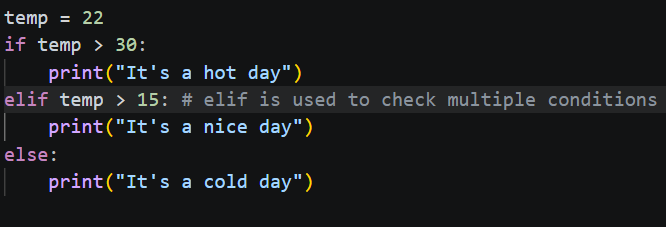 temp = 22
if temp > 30:
    print("It's a hot day")
elif temp > 15: # elif is used to check multiple conditions
    print("It's a nice day")
else:
    print("It's a cold day")